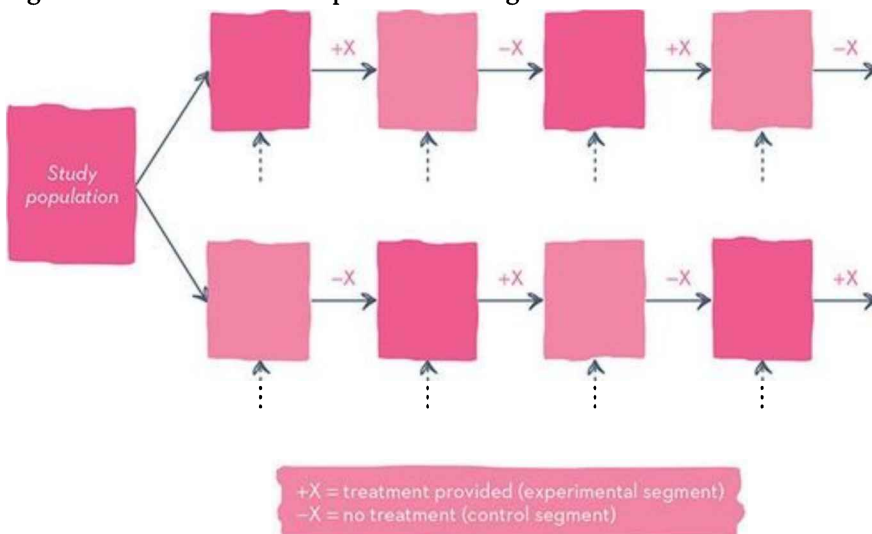 +X
−X
+X
−X
Study
population
−X
+X
−X
+X
+X = treatment provided (experimental segment)
−X = no treatment (control segment)